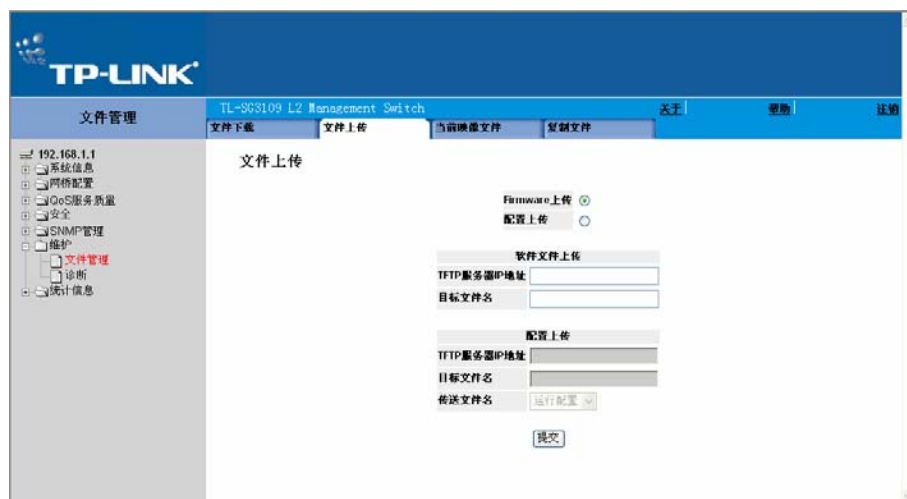 TP-LINK
文件管理
TL-SG3109 L2 Management Switch
关于
帮助
注销
文件下载
文件上传
当前映像文件
复制文件
192.168.1.1
系统信息
网桥配置
QoS服务质量
安全
SNMP管理
维护
文件管理
诊断
统计信息
文件上传
Firmware上传
配置上传
软件文件上传
TFTP服务器IP地址
目标文件名
配置上传
TFTP服务器IP地址
目标文件名
传送文件名
运行配置
提交